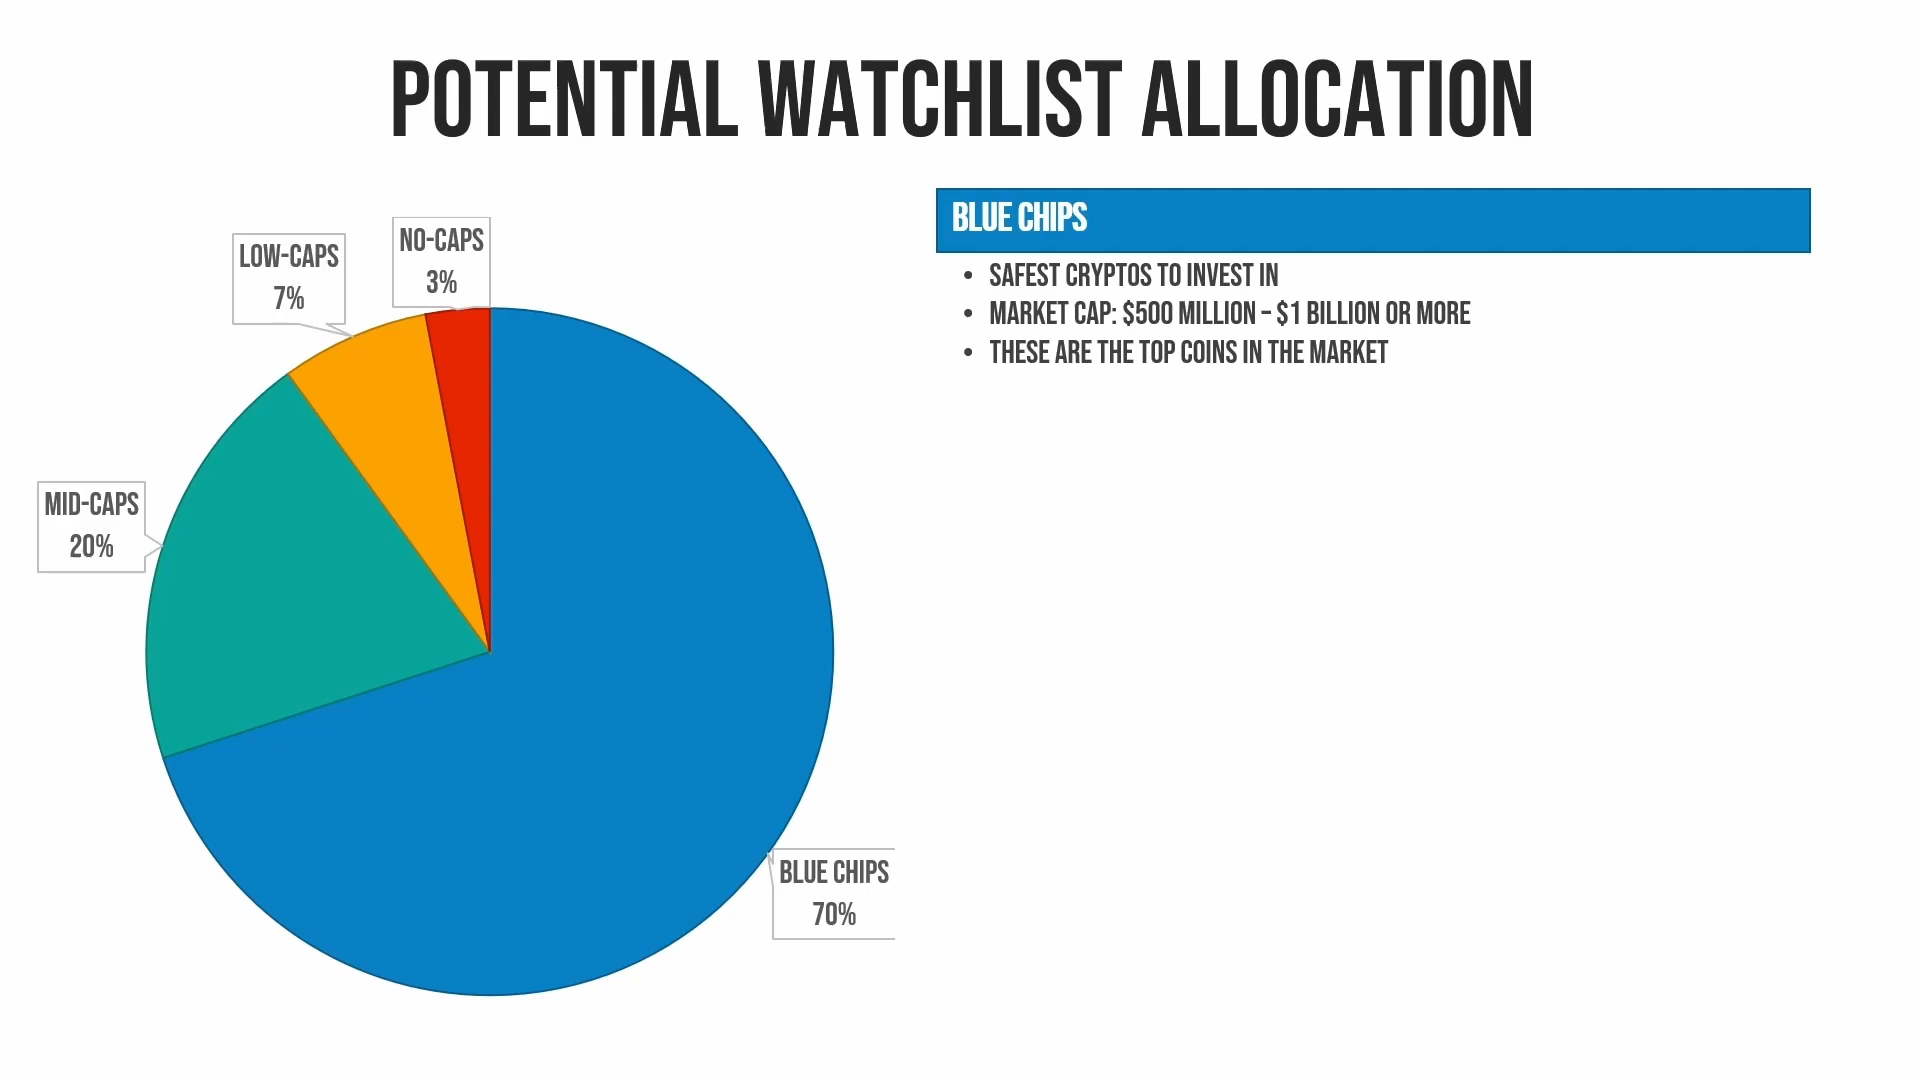 POTENTIAL WATCHLIST ALLOCATION
BLUE CHIPS
• SAFEST CRYPTOS TO INVEST IN
• MARKET CAP: $500 MILLION – $1 BILLION OR MORE
• THESE ARE THE TOP COINS IN THE MARKET
NO-CAPS
3%
LOW-CAPS
7%
MID-CAPS
20%
BLUE CHIPS
70%